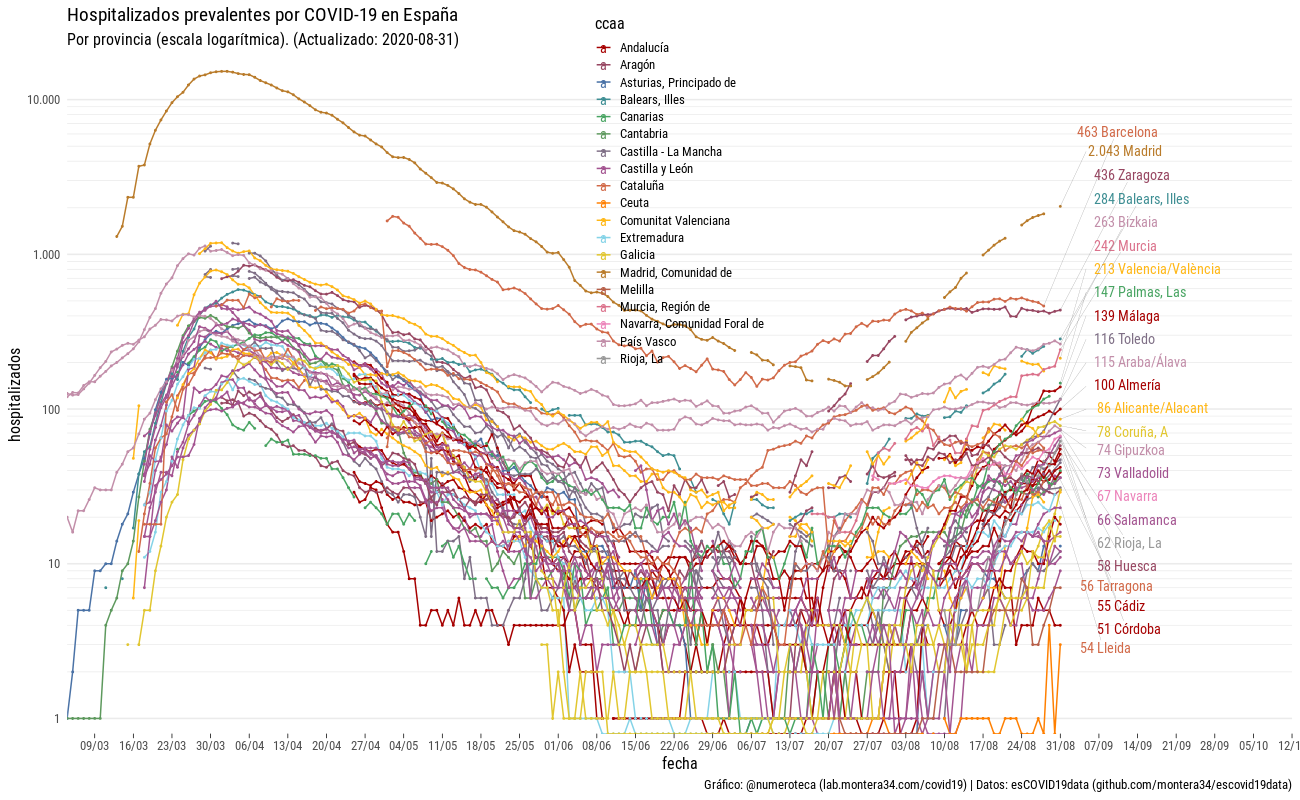 Hospitalizados prevalentes por COVID-19 en España
Por provincia (escala logarítmica). (Actualizado: 2020-08-31)
ccaa
Andalucía
Aragón
Asturias, Principado de
Balears, Illes
Canarias
Cantabria
Castilla - La Mancha
Castilla y León
Cataluña
Ceuta
Comunitat Valenciana
Extremadura
Galicia
Madrid, Comunidad de
Melilla
Murcia, Región de
Navarra, Comunidad Foral de
País Vasco
Rioja, La
hospitalizados
10.000
1.000
100
10
1
463 Barcelona
2.043 Madrid
436 Zaragoza
284 Balears, Illes
263 Bizkaia
242 Murcia
213 Valencia/València
147 Palmas, Las
139 Málaga
116 Toledo
115 Araba/Álava
100 Almería
86 Alicante/Alacant
78 Coruña, A
74 Gipuzkoa
73 Valladolid
67 Navarra
66 Salamanca
62 Rioja, La
58 Huesca
56 Tarragona
55 Cádiz
51 Córdoba
54 Lleida
09/03 16/03 23/03 30/03 06/04 13/04 20/04 27/04 04/05 11/05 18/05 25/05 01/06 08/06 15/06 22/06 29/06 06/07 13/07 20/07 27/07 03/08 10/08 17/08 24/08 31/08 07/09 14/09 21/09 28/09 05/10 12/1
fecha
Gráfico: @numeroteca (lab.montera34.com/covid19) | Datos: esCOVID19data (github.com/montera34/escovid19data)